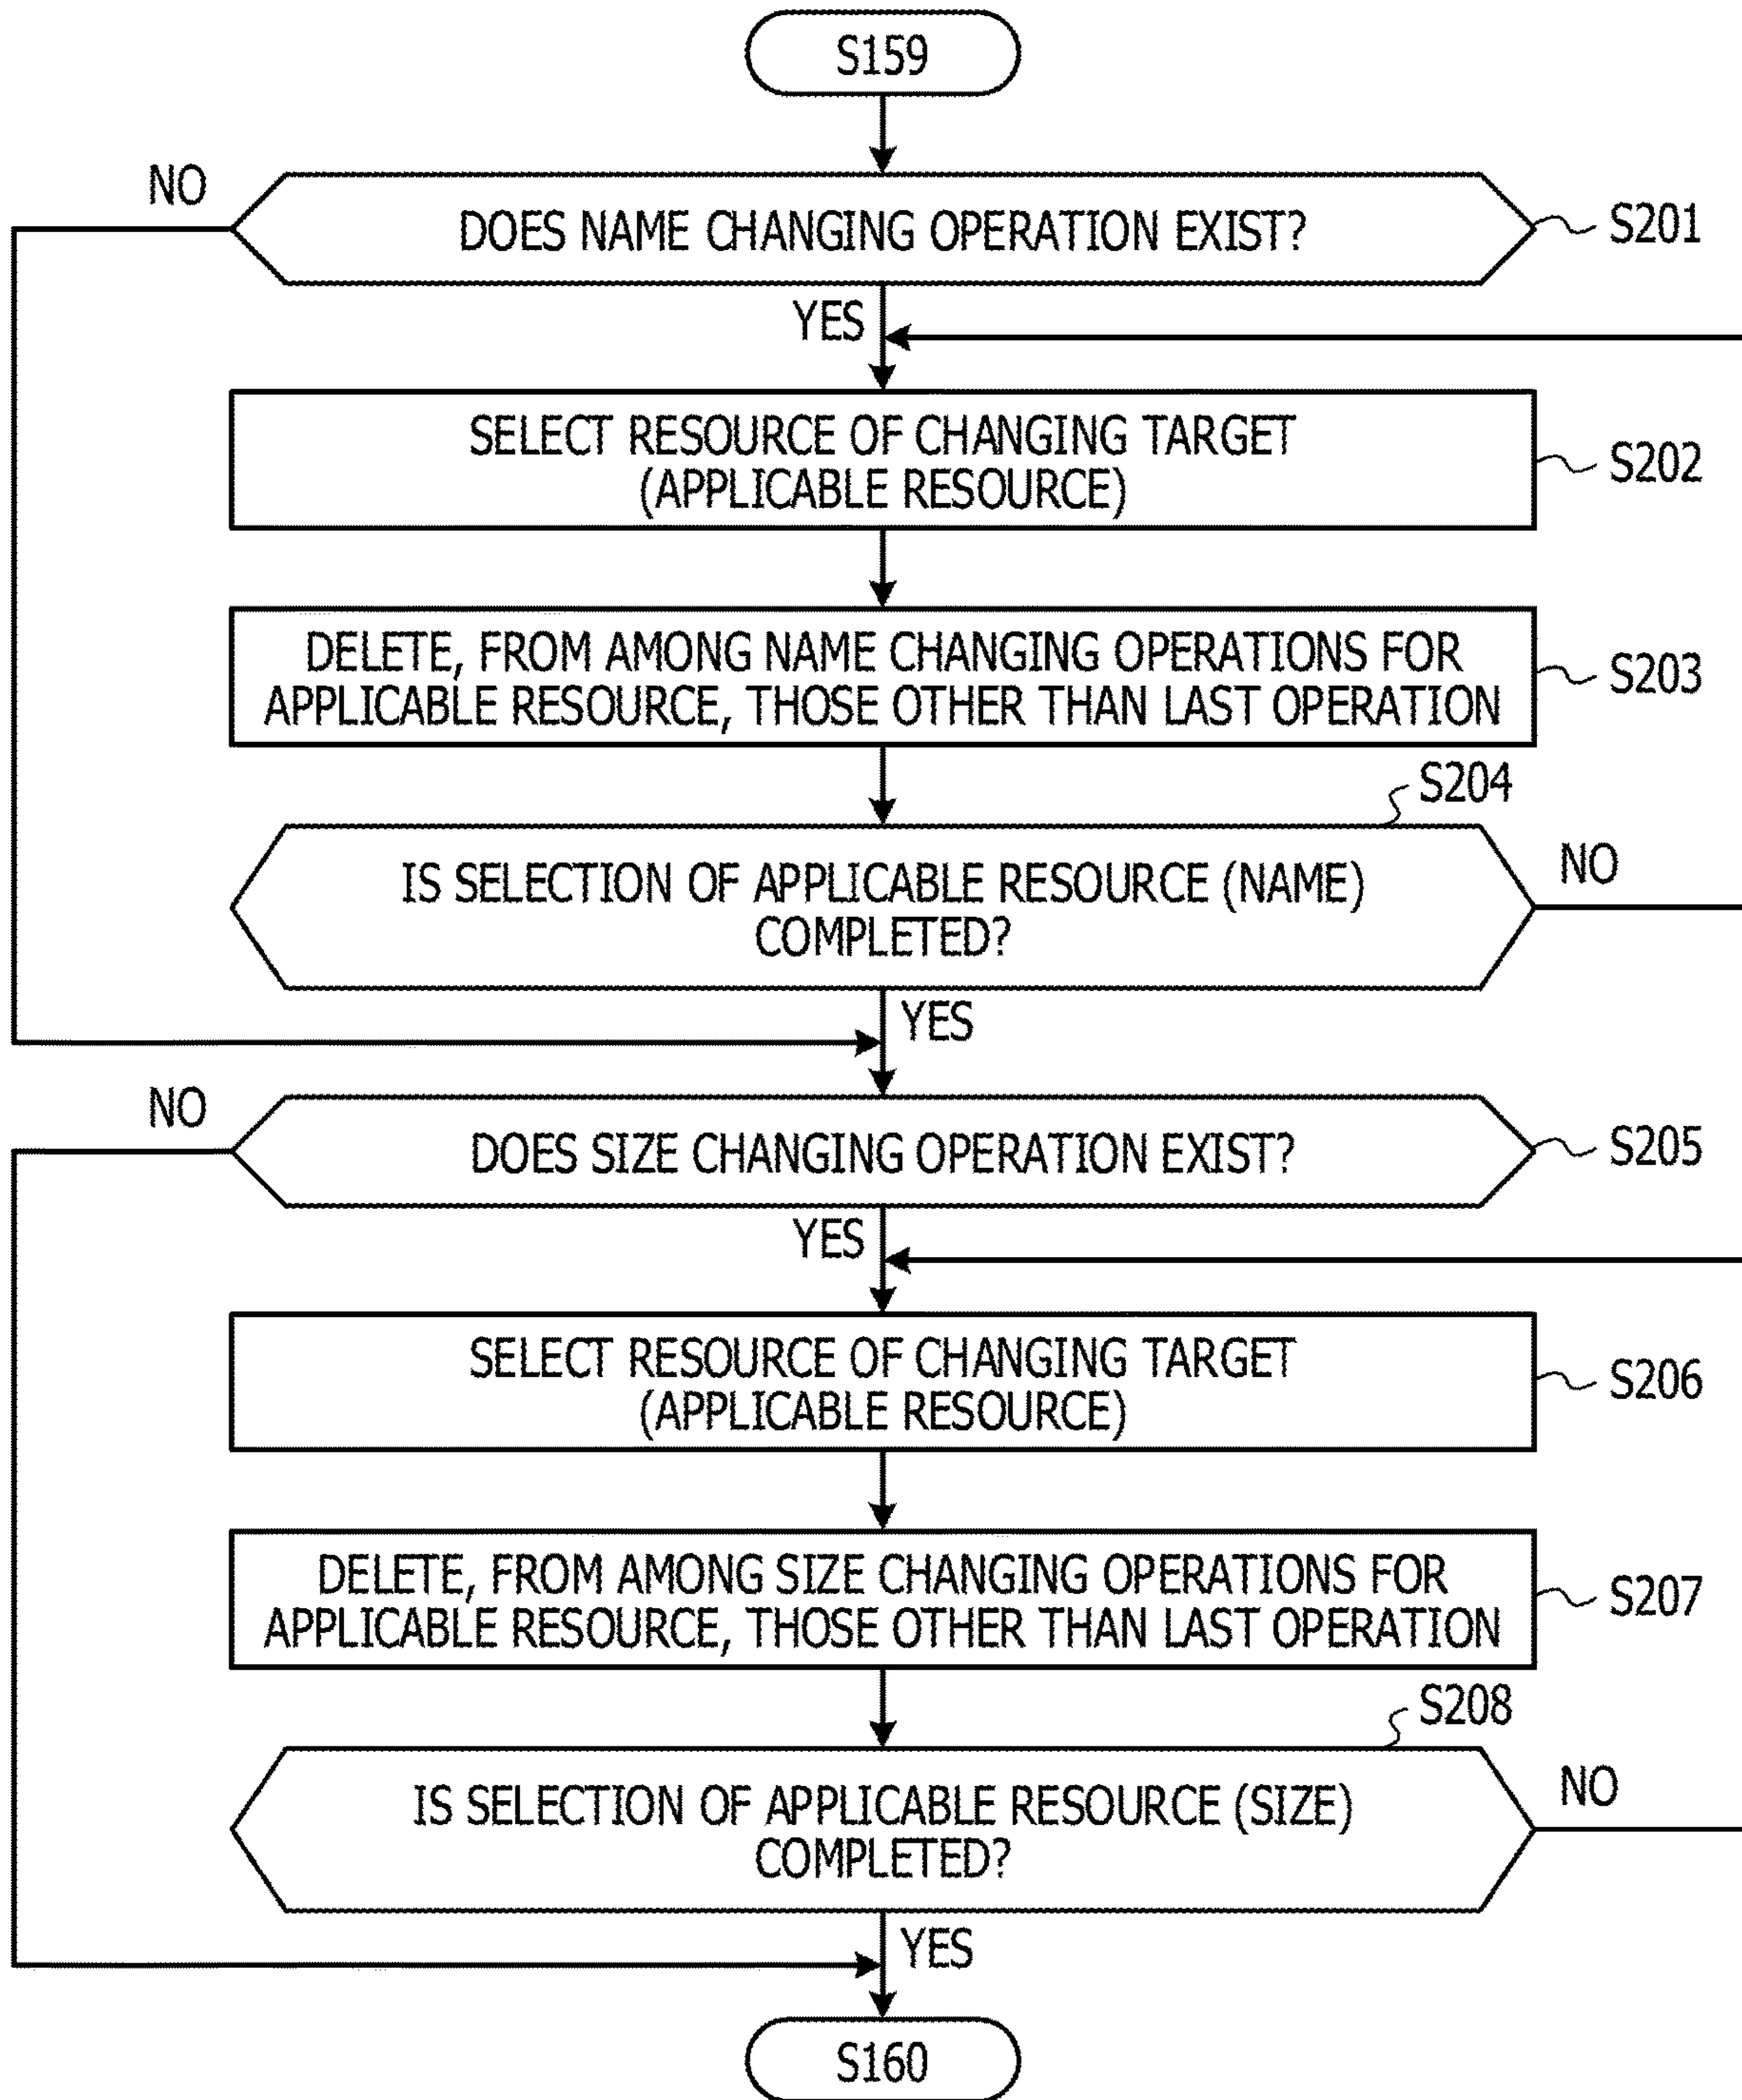 S159
NO
DOES NAME CHANGING OPERATION EXIST?
S201
YES
SELECT RESOURCE OF CHANGING TARGET
(APPLICABLE RESOURCE)
S202
DELETE, FROM AMONG NAME CHANGING OPERATIONS FOR
APPLICABLE RESOURCE, THOSE OTHER THAN LAST OPERATION
S203
S204
IS SELECTION OF APPLICABLE RESOURCE (NAME)
COMPLETED?
NO
YES
NO
DOES SIZE CHANGING OPERATION EXIST?
S205
YES
SELECT RESOURCE OF CHANGING TARGET
(APPLICABLE RESOURCE)
S206
DELETE, FROM AMONG SIZE CHANGING OPERATIONS FOR
APPLICABLE RESOURCE, THOSE OTHER THAN LAST OPERATION
S207
S208
IS SELECTION OF APPLICABLE RESOURCE (SIZE)
COMPLETED?
NO
YES
S160